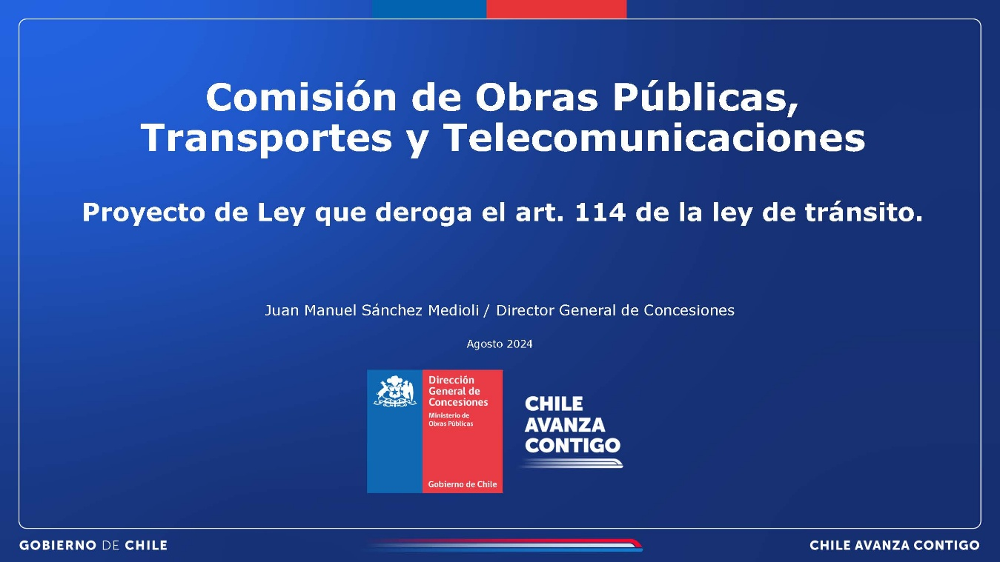 Comisión de Obras Públicas,
Transportes y Telecomunicaciones
Proyecto de Ley que deroga el art. 114 de la ley de tránsito.
Juan Manuel Sánchez Medioli / Director General de Concesiones
Agosto 2024
Dirección
General de
Concesiones
Ministerio de
Obras Públicas
Gobierno de Chile
CHILE
AVANZA
CONTIGO
GOBIERNO DE CHILE
CHILE AVANZA CONTIGO